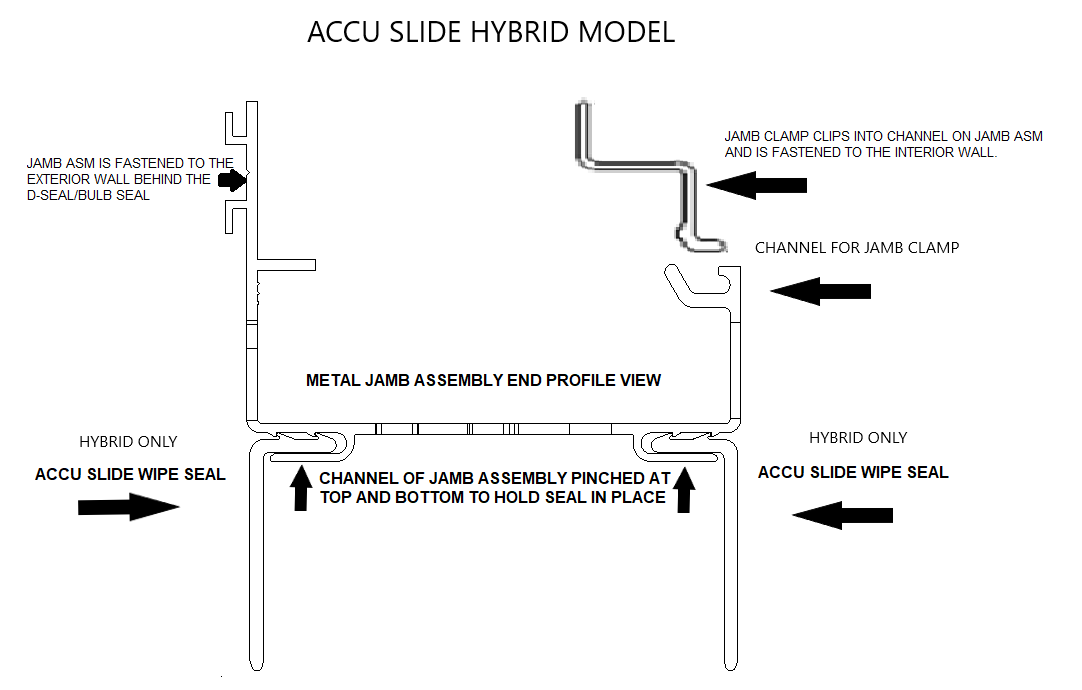 ACCU SLIDE HYBRID MODEL
JAMB CLAMP CLIPS INTO CHANNEL ON JAMB ASM
AND IS FASTENED TO THE INTERIOR WALL.
JAMB ASM IS FASTENED TO THE
EXTERIOR WALL BEHIND THE
D-SEAL/BULB SEAL
CHANNEL FOR JAMB CLAMP
METAL JAMB ASSEMBLY END PROFILE VIEW
HYBRID ONLY
ACCU SLIDE WIPE SEAL
HYBRID ONLY
ACCU SLIDE WIPE SEAL
CHANNEL OF JAMB ASSEMBLY PINCHED AT
TOP AND BOTTOM TO HOLD SEAL IN PLACE